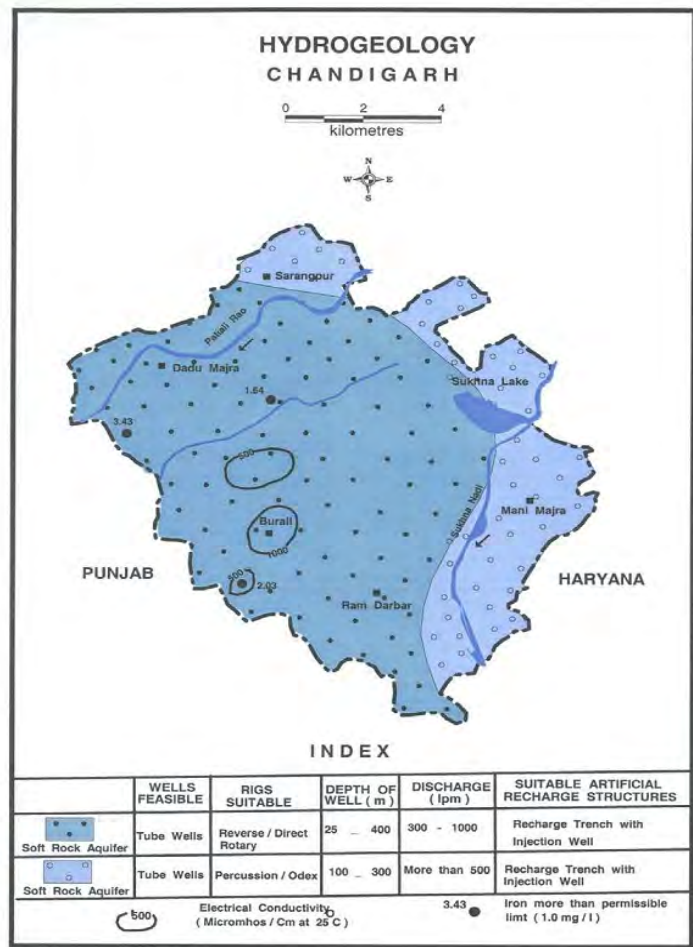 HYDROGEOLOGY
CHANDIGARH
0 2 4
kilometres
N
W E
S
Sarangpur
Patiali Rao
Dadu Majra
Sukhna Lake
1.64
3.43
500
Sukhna Nadi
Mani Majra
Burail
1000
PUNJAB
500
2.03
HARYANA
Ram Darbar
INDEX
WELLS FEASIBLE
RIGS SUITABLE
DEPTH OF WELL ( m )
DISCHARGE ( lpm )
SUITABLE ARTIFICIAL RECHARGE STRUCTURES
Soft Rock Aquifer
Tube Wells
Reverse / Direct Rotary
25 _ 400
300 - 1000
Recharge Trench with Injection Well
Soft Rock Aquifer
Tube Wells
Percussion / Odex
100 _ 300
More than 500
Recharge Trench with Injection Well
500
Electrical Conductivity
( Micromhos / Cm at 25 C )
3.43
Iron more than permissible
limt ( 1.0 mg / l )